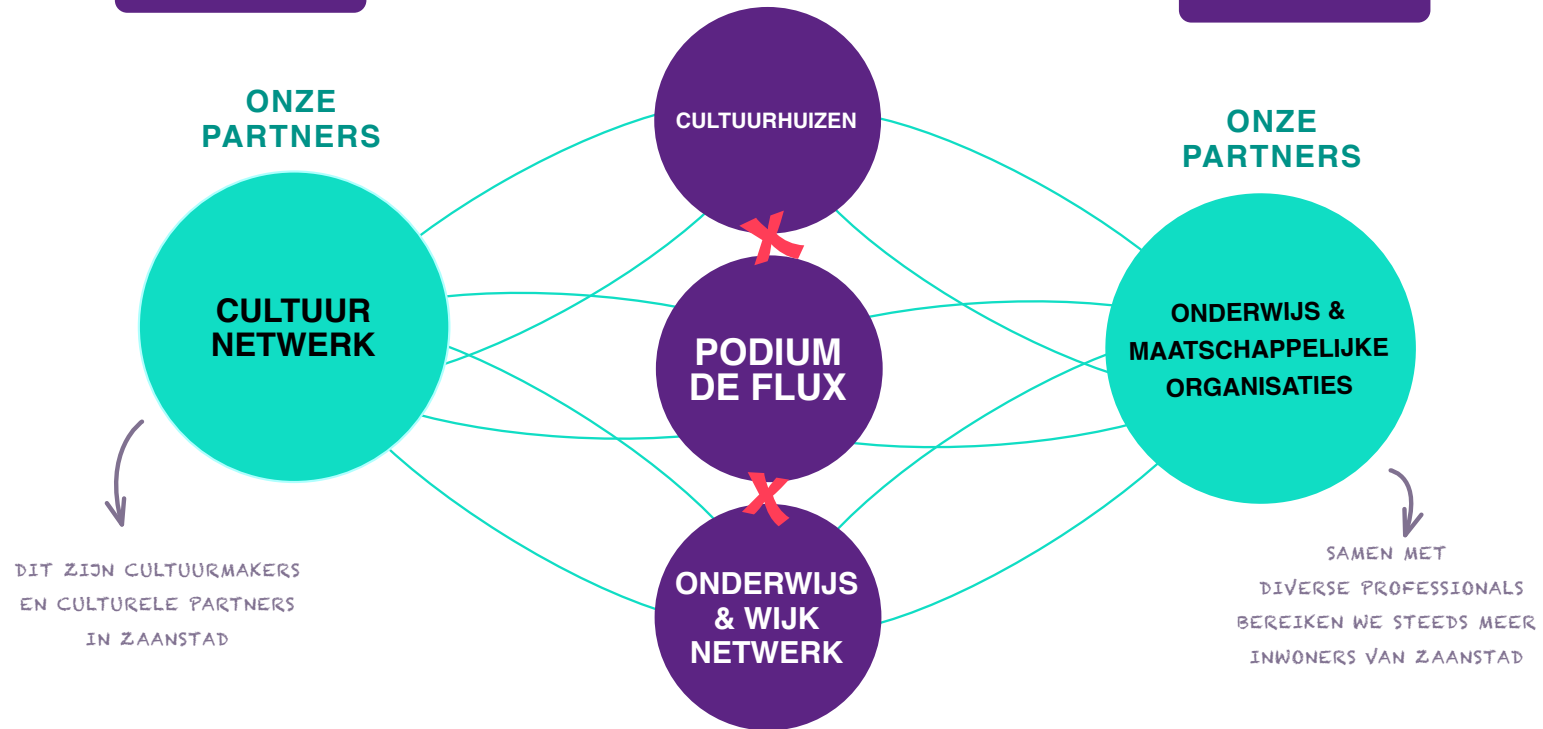 ONZE
PARTNERS
CULTUUR
NETWERK
DIT ZIJN CULTUURMAKERS
EN CULTURELE PARTNERS
IN ZAANSTAD
CULTUURHUIZEN
X
PODIUM
DE FLUX
X
ONDERWIJS
& WIJK
NETWERK
ONZE
PARTNERS
ONDERWIJS &
MAATSCHAPPELIJKE
ORGANISATIES
SAMEN MET
DIVERSE PROFESSIONALS
BEREIKEN WE STEEDS MEER
INWONERS VAN ZAANSTAD